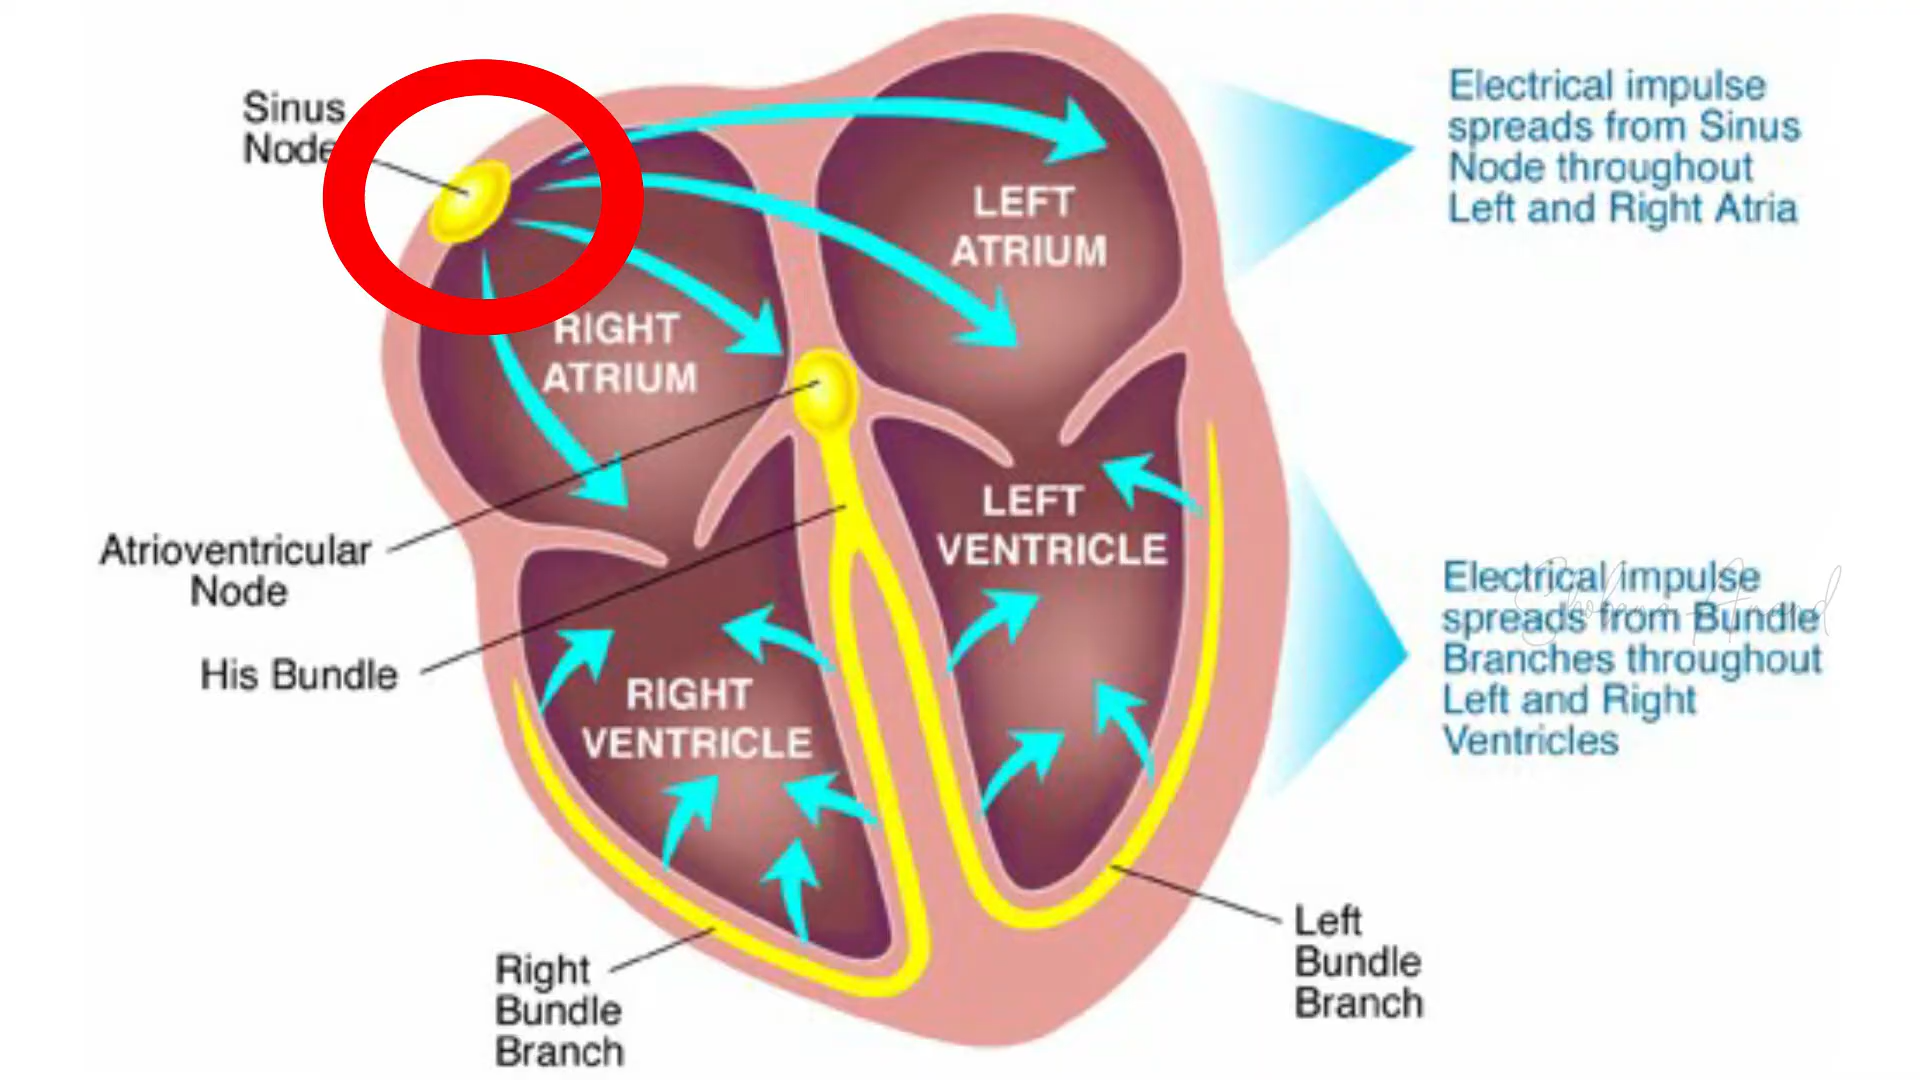 Sinus
Node
Electrical impulse
spreads from Sinus
Node throughout
Left and Right Atria
LEFT
ATRIUM
RIGHT
ATRIUM
Atrioventricular
Node
LEFT
VENTRICLE
Electrical impulse
spreads from Bundle
Branches throughout
Left and Right
Ventricles
His Bundle
RIGHT
VENTRICLE
Left
Bundle
Branch
Right
Bundle
Branch